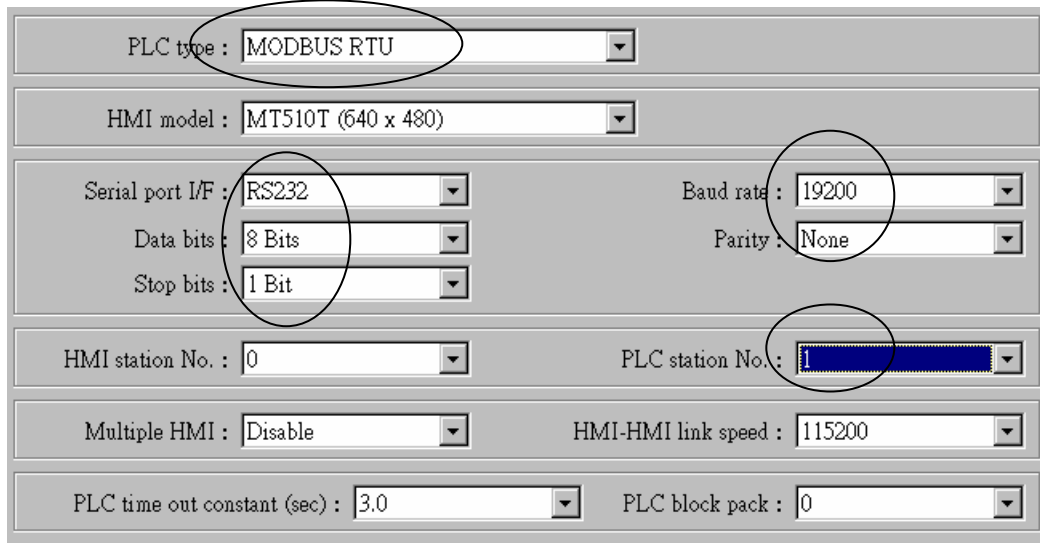 PLC type : MODBUS RTU
HMI model : MT510T (640 x 480)
Serial port I/F : RS232 Baud rate : 19200
Data bits : 8 Bits Parity : None
Stop bits : 1 Bit
HMI station No. : 0 PLC station No. : 1
Multiple HMI : Disable HMI-HMI link speed : 115200
PLC time out constant (sec) : 3.0 PLC block pack : 0